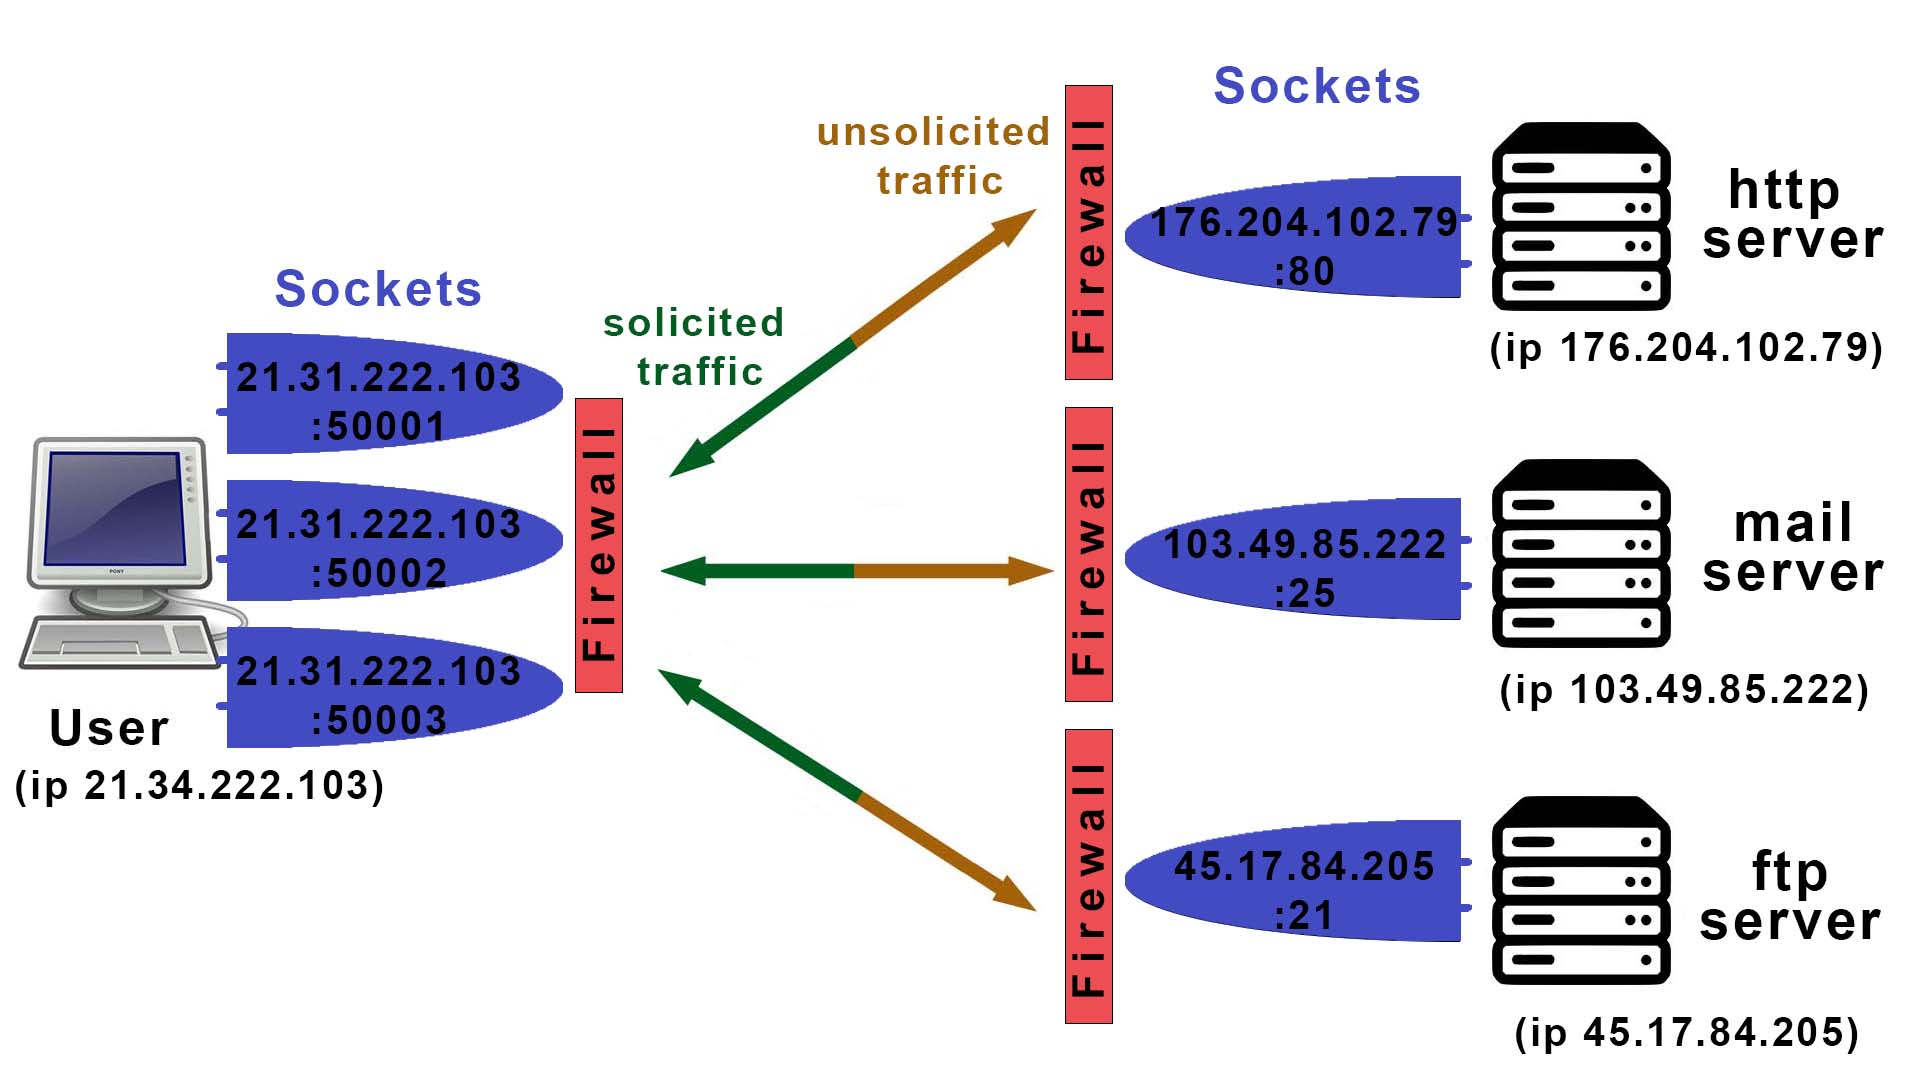 Sockets
unsolicited
traffic
176.204.102.79
:80
http
server
(ip 176.204.102.79)
Sockets
solicited
traffic
21.31.222.103
:50001
21.31.222.103
:50002
21.31.222.103
:50003
User
(ip 21.34.222.103)
PONY
Firewall
Firewall
Firewall
Firewall
103.49.85.222
:25
mail
server
(ip 103.49.85.222)
45.17.84.205
:21
ftp
server
(ip 45.17.84.205)